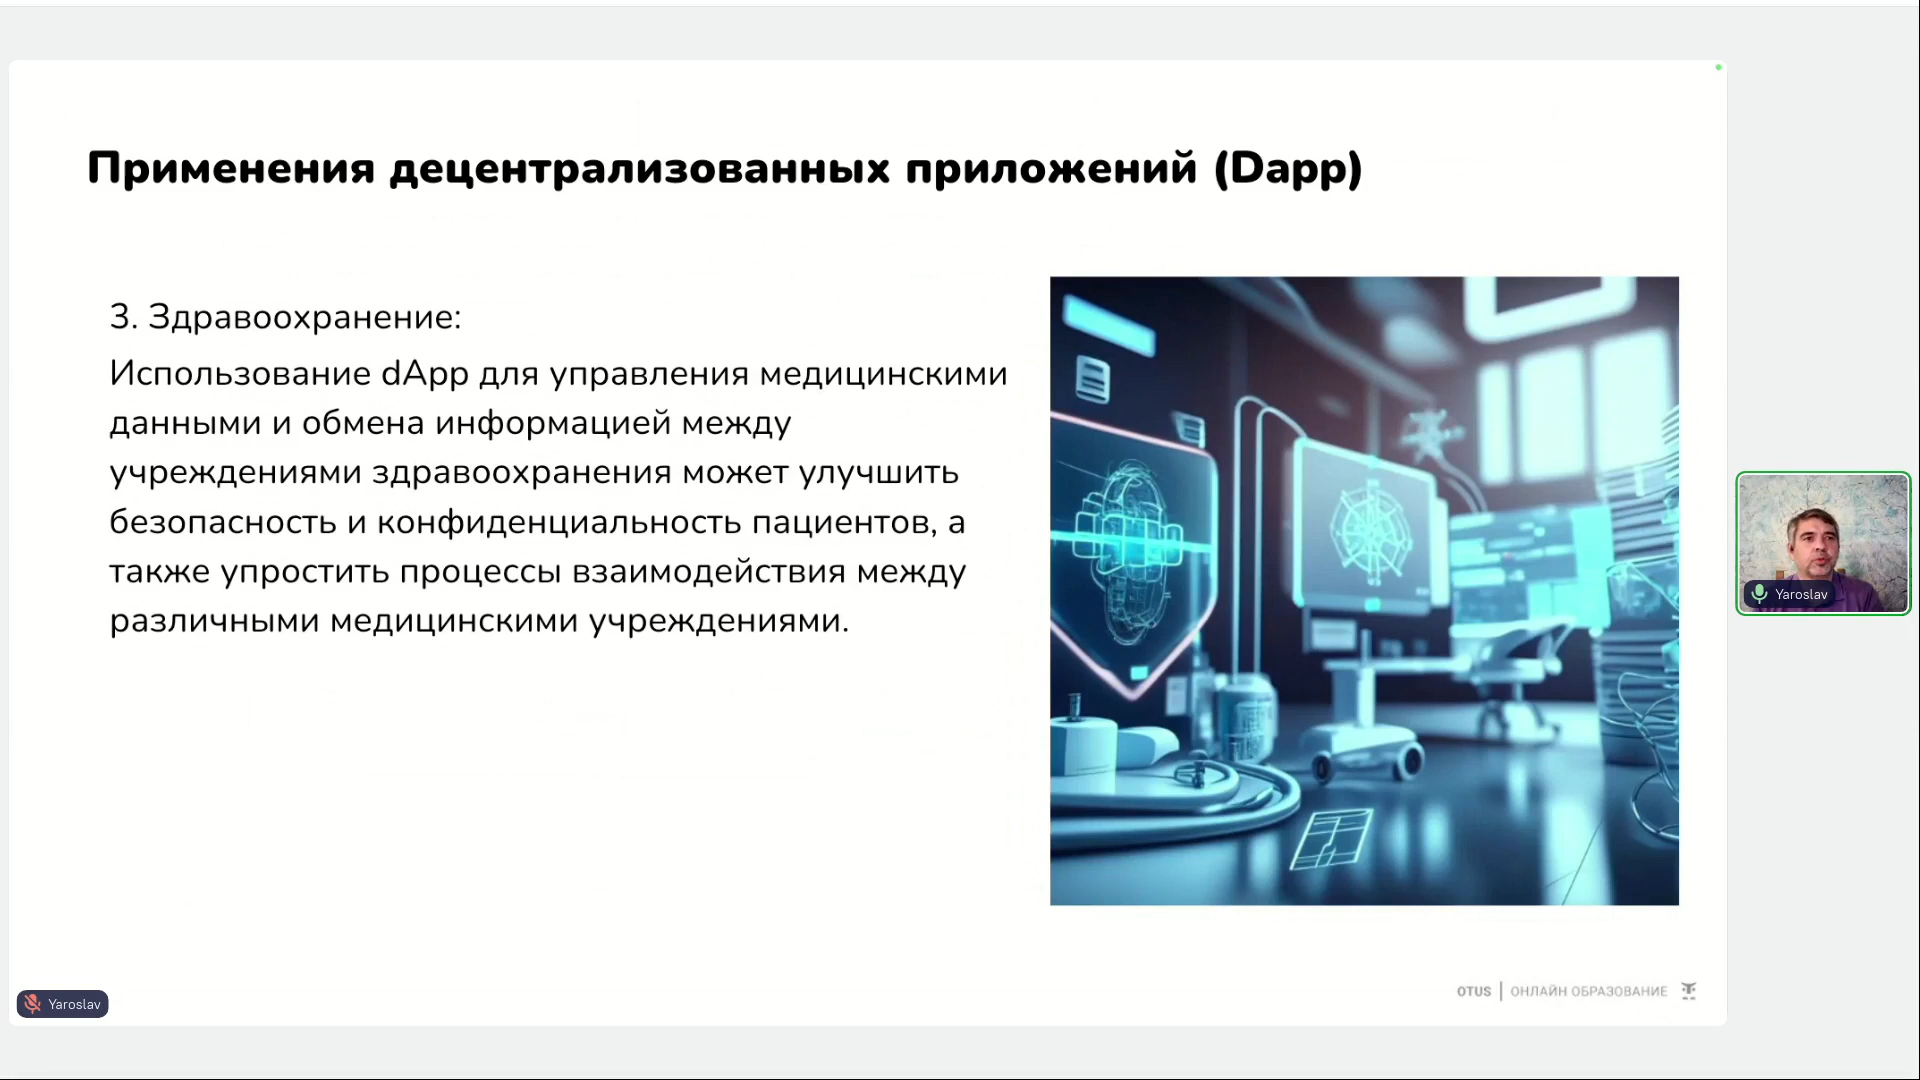 Применения децентрализованных приложений (Dapp)
3. Здравоохранение:
Использование dApp для управления медицинскими
данными и обмена информацией между
учреждениями здравоохранения может улучшить
безопасность и конфиденциальность пациентов, а
также упростить процессы взаимодействия между
различными медицинскими учреждениями.
Yaroslav
Yaroslav
OTUS | ОНЛАЙН ОБРАЗОВАНИЕ